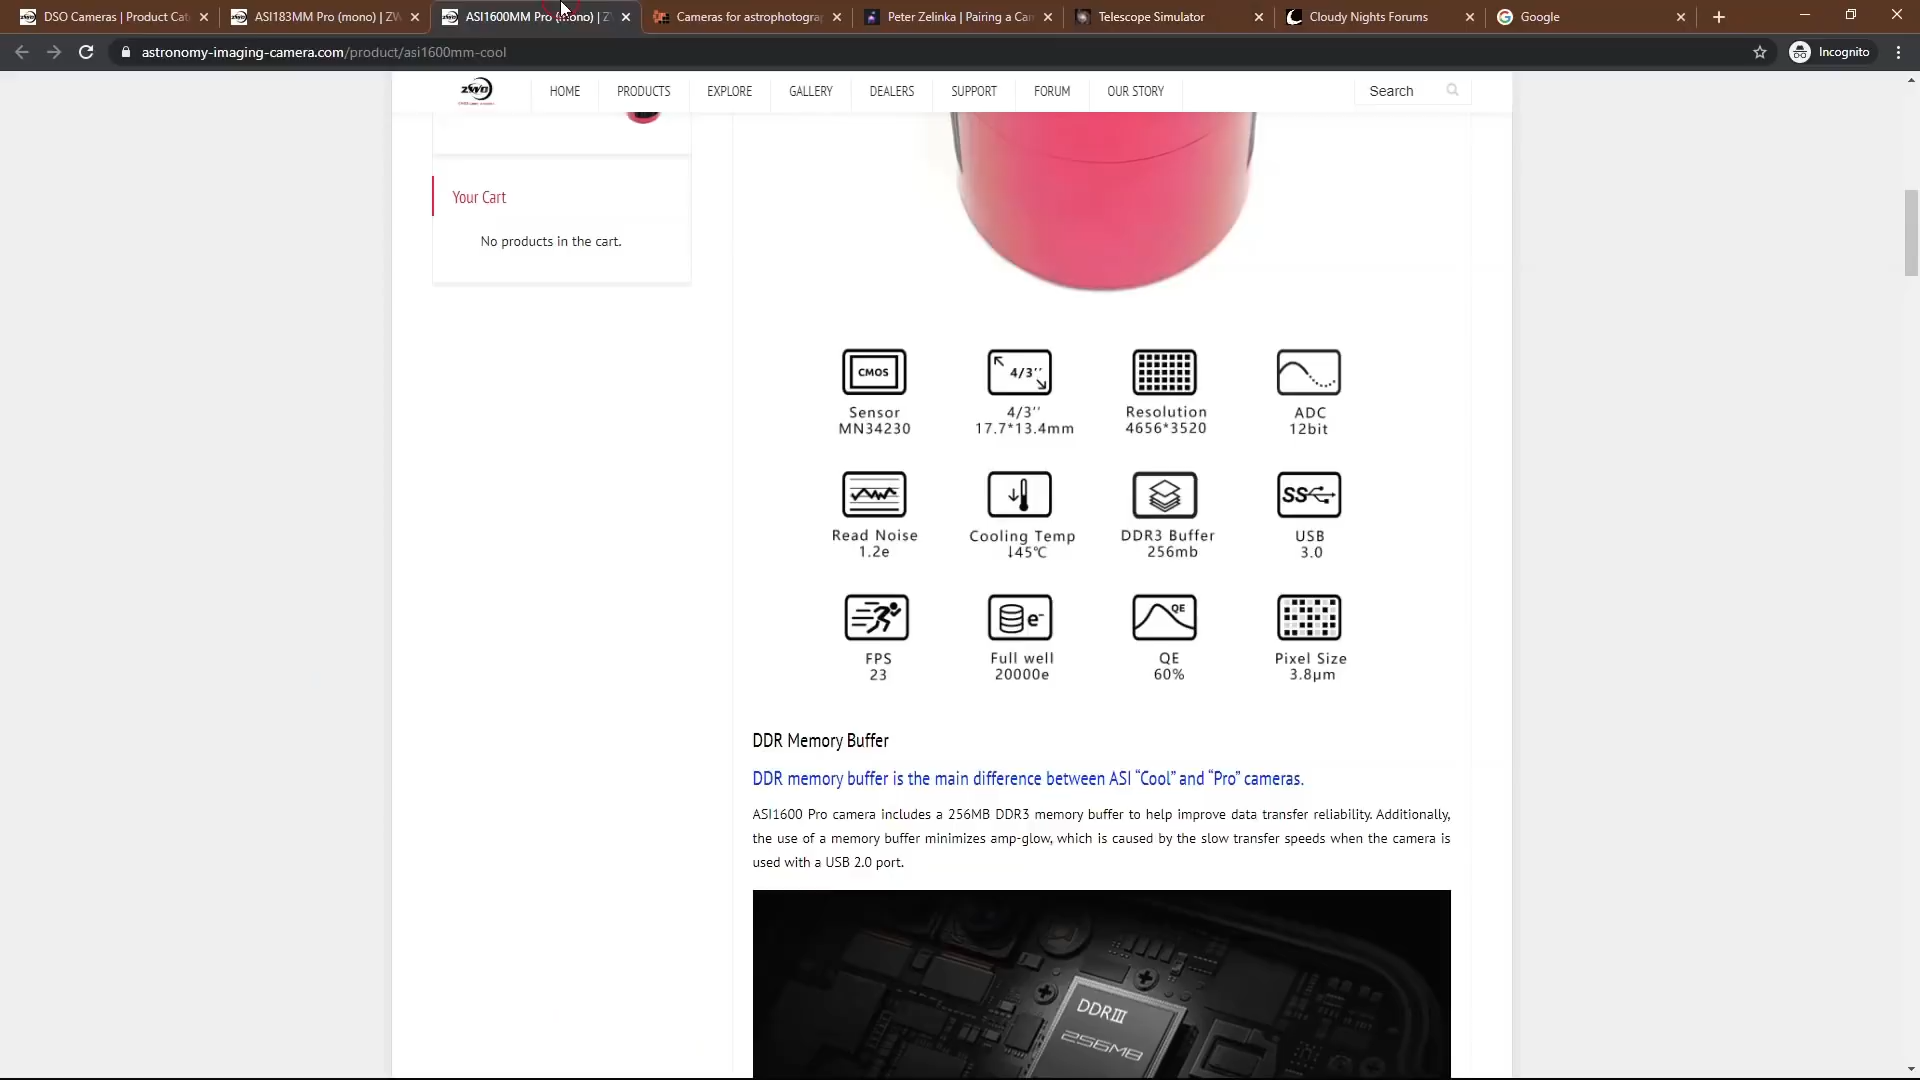 DSO Cameras | Product Cat
ASI183MM Pro (mono) | ZW
ASI1600MM Pro (mono) | Z
Cameras for astrophotograp
Peter Zelinka | Pairing a Can
Telescope Simulator
Cloudy Nights Forums
Google
astronomy-imaging-camera.com/product/asi1600mm-cool
Incognito
ZWO
HOME
PRODUCTS
EXPLORE
GALLERY
DEALERS
SUPPORT
FORUM
OUR STORY
Search
Your Cart
No products in the cart.
CMOS
4/3''
Sensor
MN34230
4/3''
17.7*13.4mm
Resolution
4656*3520
ADC
12bit
SS
Read Noise
1.2e
Cooling Temp
↓45℃
DDR3 Buffer
256mb
USB
3.0
e-
QE
FPS
23
Full well
20000e
QE
60%
Pixel Size
3.8µm
DDR Memory Buffer
DDR memory buffer is the main difference between ASI “Cool” and “Pro” cameras.
ASI1600 Pro camera includes a 256MB DDR3 memory buffer to help improve data transfer reliability. Additionally,
the use of a memory buffer minimizes amp-glow, which is caused by the slow transfer speeds when the camera is
used with a USB 2.0 port.
DDRIII
256MB